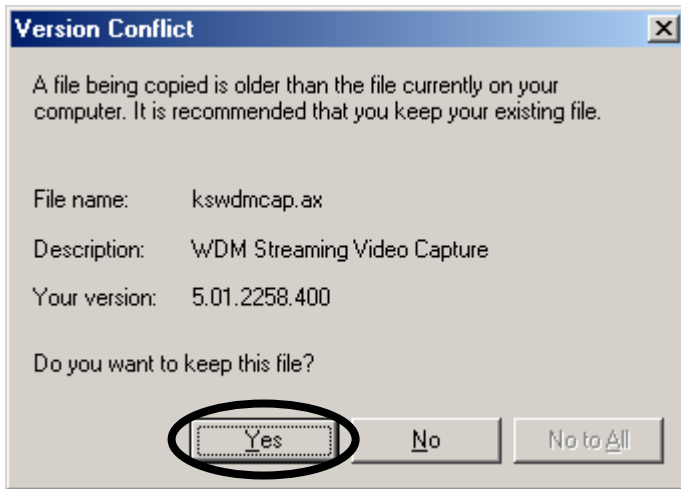 Version Conflict
A file being copied is older than the file currently on your
computer. It is recommended that you keep your existing file.
File name: kswdmcap.ax
Description: WDM Streaming Video Capture
Your version: 5.01.2258.400
Do you want to keep this file?
Yes No No to All